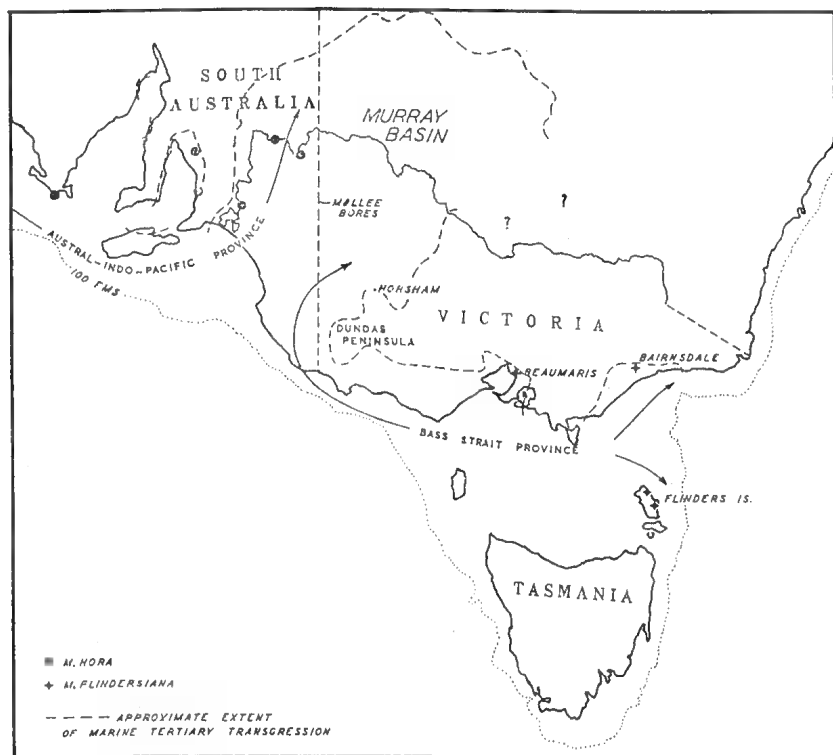 SOUTH
AUSTRALIA
MURRAY
BASIN
MALLEE
BORES
?
?
AUSTRAL-INDO-PACIFIC PROVINCE
100 FMS
HORSHAM
VICTORIA
DUNDAS
PENINSULA
BEAUMARIS
BAIRNSDALE
BASS STRAIT PROVINCE
FLINDERS IS.
TASMANIA
M. HORA
M. FLINDERSIANA
APPROXIMATE EXTENT
OF MARINE TERTIARY TRANSGRESSION